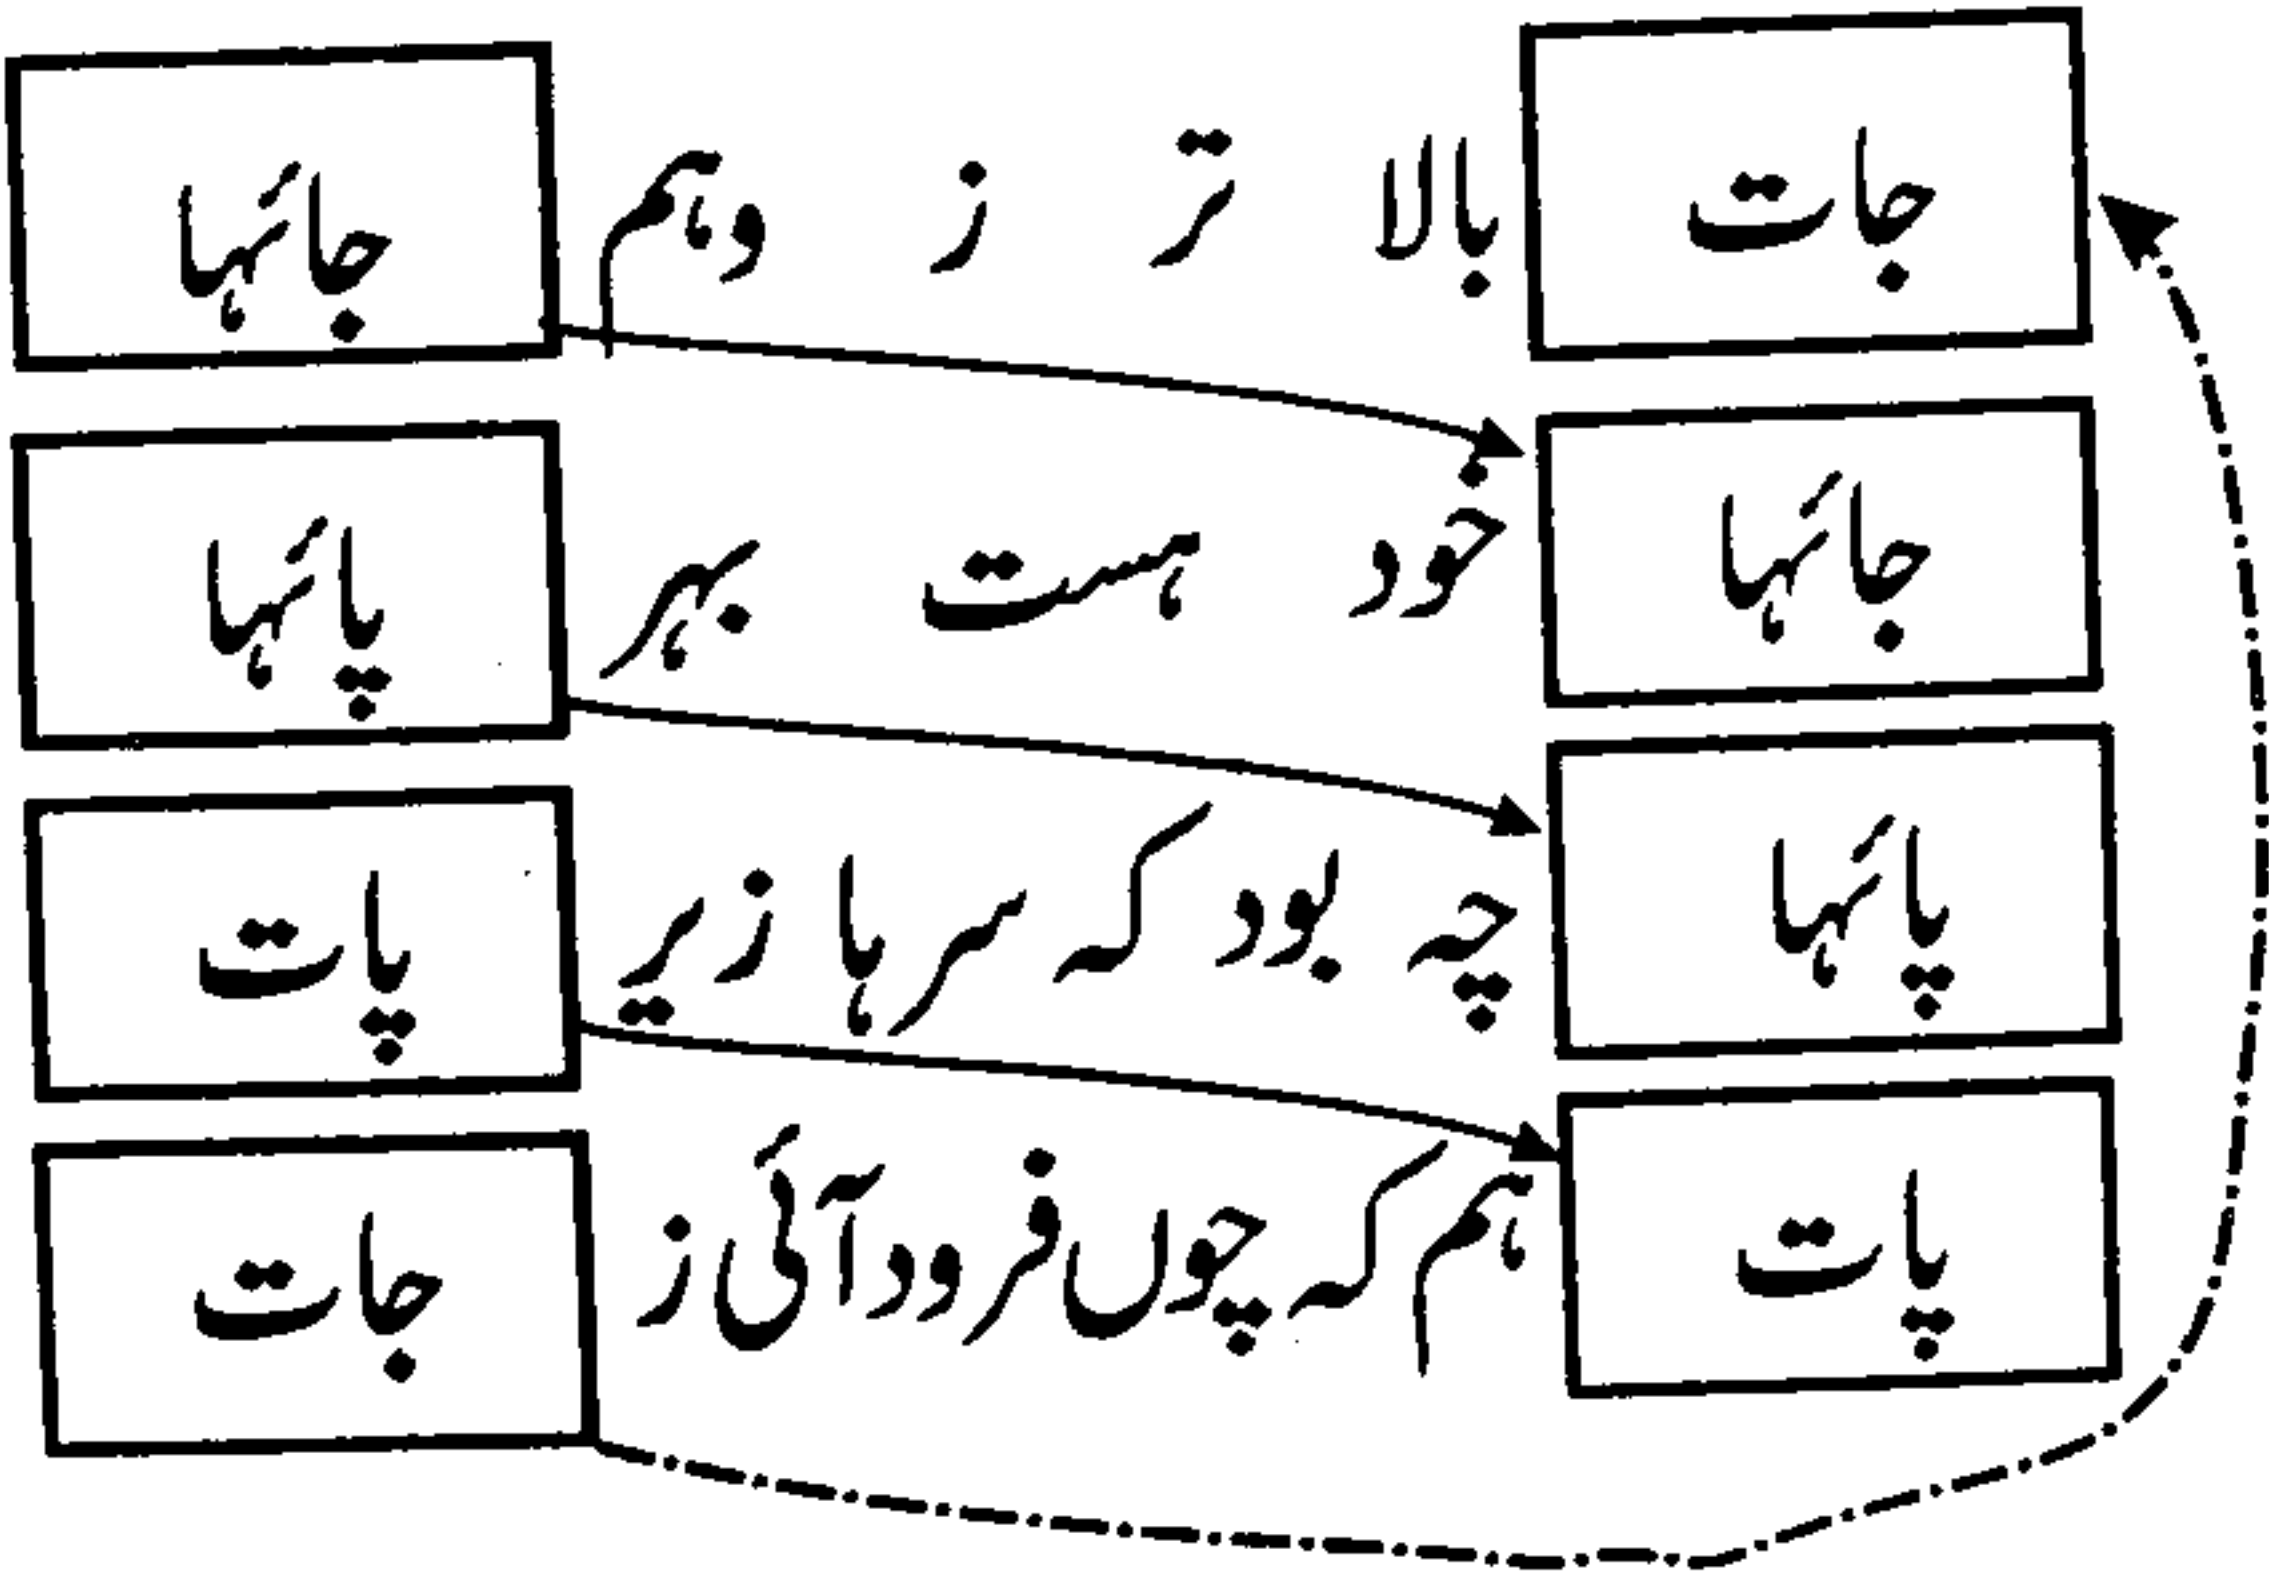 جات بالا تر ز وہم جائہا
جائہا خود ہست بہر پائہا
پائہا چہ بود کہ سرہا زیر پات
پات ہم کہ چوں فرود آئی ز جات